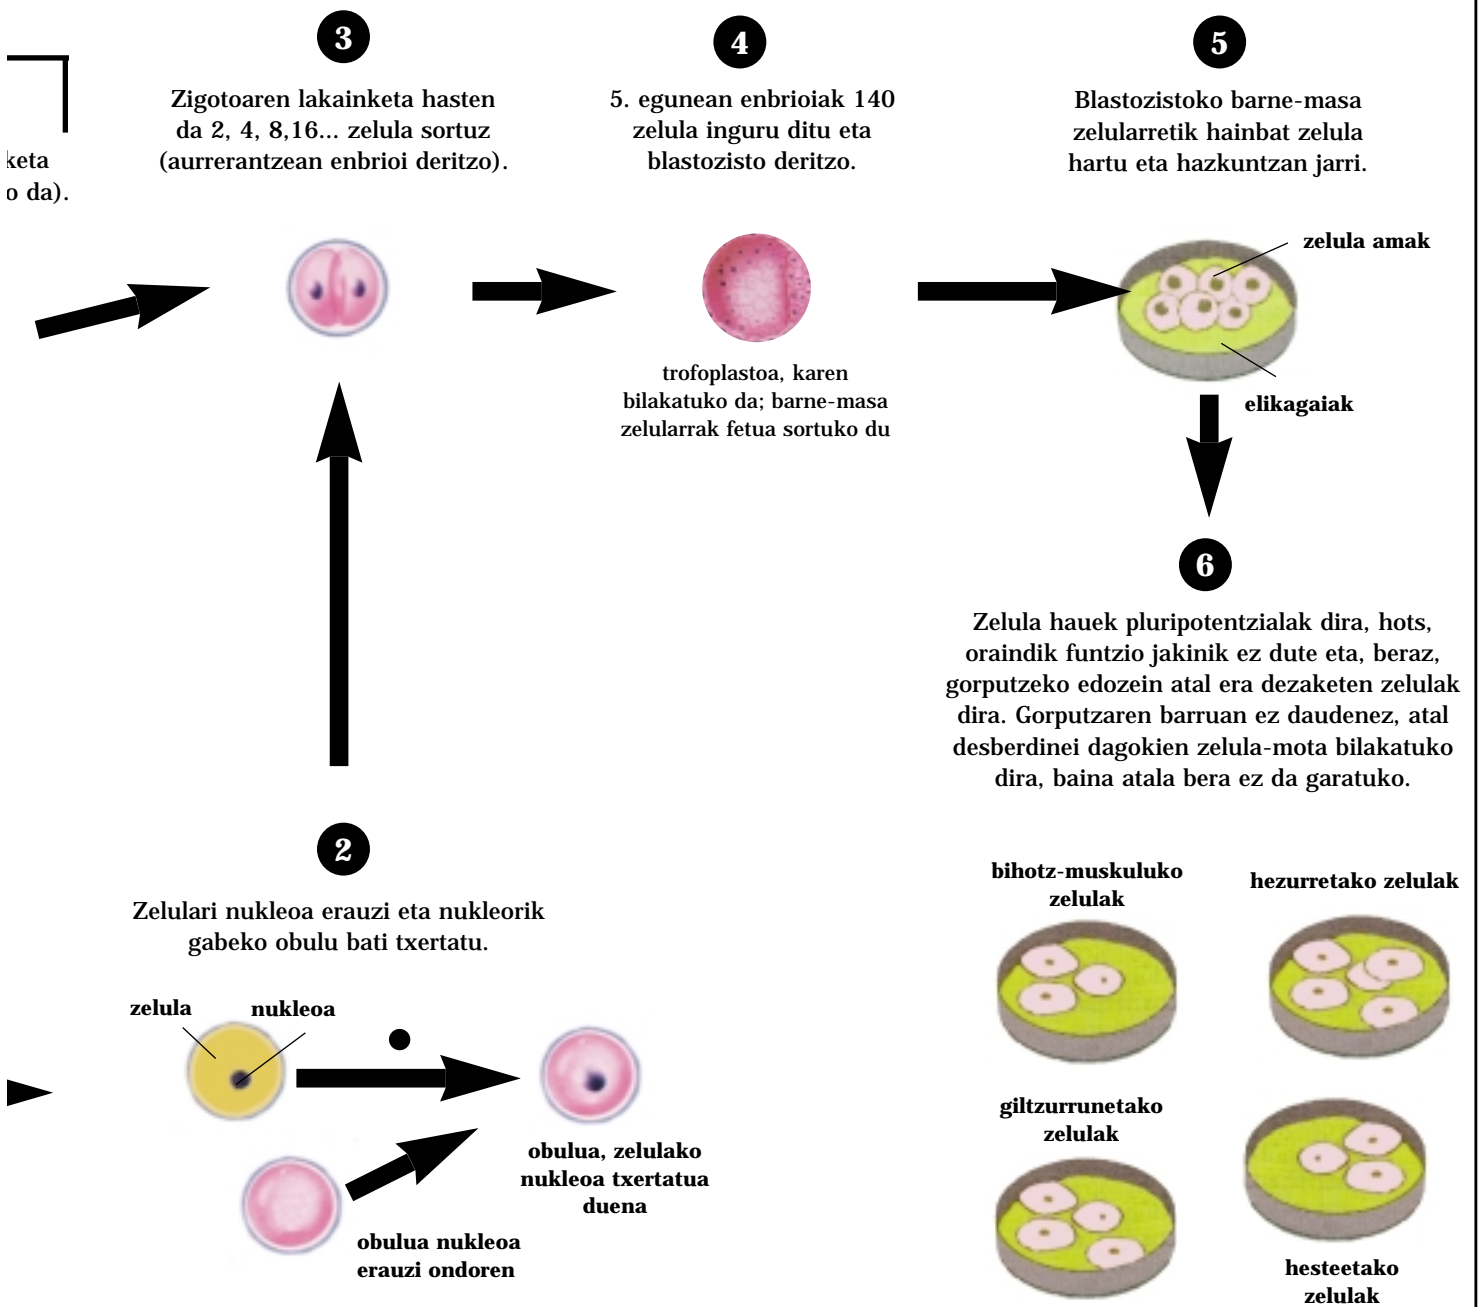 keta
o da).
3
Zigotoaren lakainketa hasten
da 2, 4, 8,16... zelula sortuz
(aurrerantzean enbrioi deritzo).
4
5. egunean enbrioiak 140
zelula inguru ditu eta
blastozisto deritzo.
trofoplastoa, karen
bilakatuko da; barne-masa
zelularrak fetua sortuko du
5
Blastozistoko barne-masa
zelularretik hainbat zelula
hartu eta hazkuntzan jarri.
zelula amak
elikagaiak
6
Zelula hauek pluripotentzialak dira, hots,
oraindik funtzio jakinik ez dute eta, beraz,
gorputzeko edozein atal era dezaketen zelulak
dira. Gorputzaren barruan ez daudenez, atal
desberdinei dagokien zelula-mota bilakatuko
dira, baina atala bera ez da garatuko.
2
Zelulari nukleoa erauzi eta nukleorik
gabeko obulu bati txertatu.
zelula
nukleoa
obulua, zelulako
nukleoa txertatua
duena
obulua nukleoa
erauzi ondoren
bihotz-muskuluko
zelulak
hezurretako zelulak
giltzurrunetako
zelulak
hesteetako
zelulak